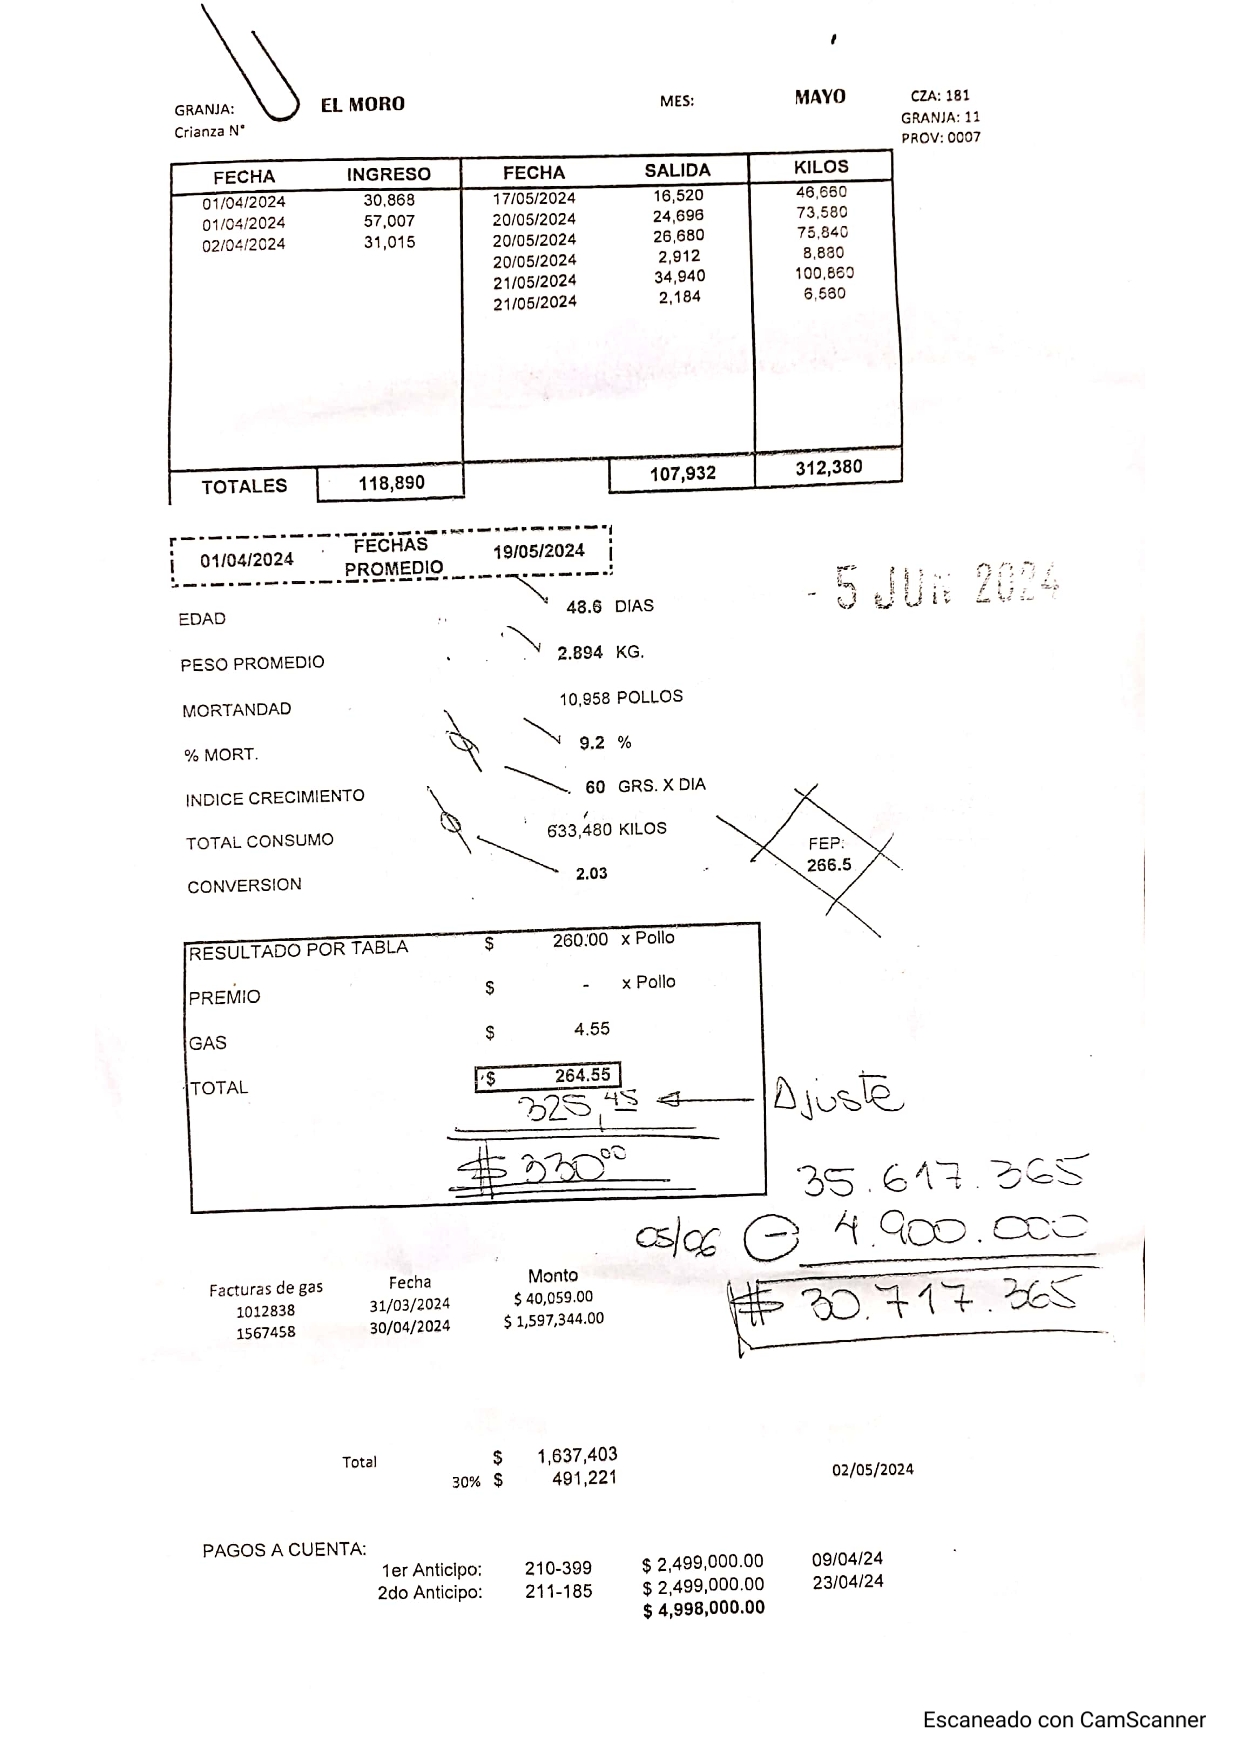 GRANJA: EL MORO MES: MAYO CZA: 181
GRANJA: 11
Crianza N° PROV: 0007
FECHA INGRESO FECHA SALIDA KILOS
01/04/2024 30,868 17/05/2024 16,520 46,660
01/04/2024 57,007 20/05/2024 24,696 73,580
02/04/2024 31,015 20/05/2024 26,680 75,840
20/05/2024 2,912 8,880
21/05/2024 34,940 100,860
21/05/2024 2,184 6,560
TOTALES 118,890 107,932 312,380
01/04/2024 FECHAS PROMEDIO 19/05/2024
- 5 JUN 2024
EDAD 48.6 DIAS
PESO PROMEDIO 2.894 KG.
MORTANDAD 10,958 POLLOS
% MORT. 9.2 %
INDICE CRECIMIENTO 60 GRS. X DIA
TOTAL CONSUMO 633,480 KILOS
CONVERSION 2.03
FEP:
266.5
RESULTADO POR TABLA $ 260.00 x Pollo
PREMIO $ - x Pollo
GAS $ 4.55
TOTAL $ 264.55
325,45 Ajuste
$ 330 00
35.617.365
05/06 - 4.900.000
$ 30.717.365
Facturas de gas Fecha Monto
1012838 31/03/2024 $ 40,059.00
1567458 30/04/2024 $ 1,597,344.00
Total $ 1,637,403
30% $ 491,221 02/05/2024
PAGOS A CUENTA:
1er Anticipo: 210-399 $ 2,499,000.00 09/04/24
2do Anticipo: 211-185 $ 2,499,000.00 23/04/24
$ 4,998,000.00
Escaneado con CamScanner